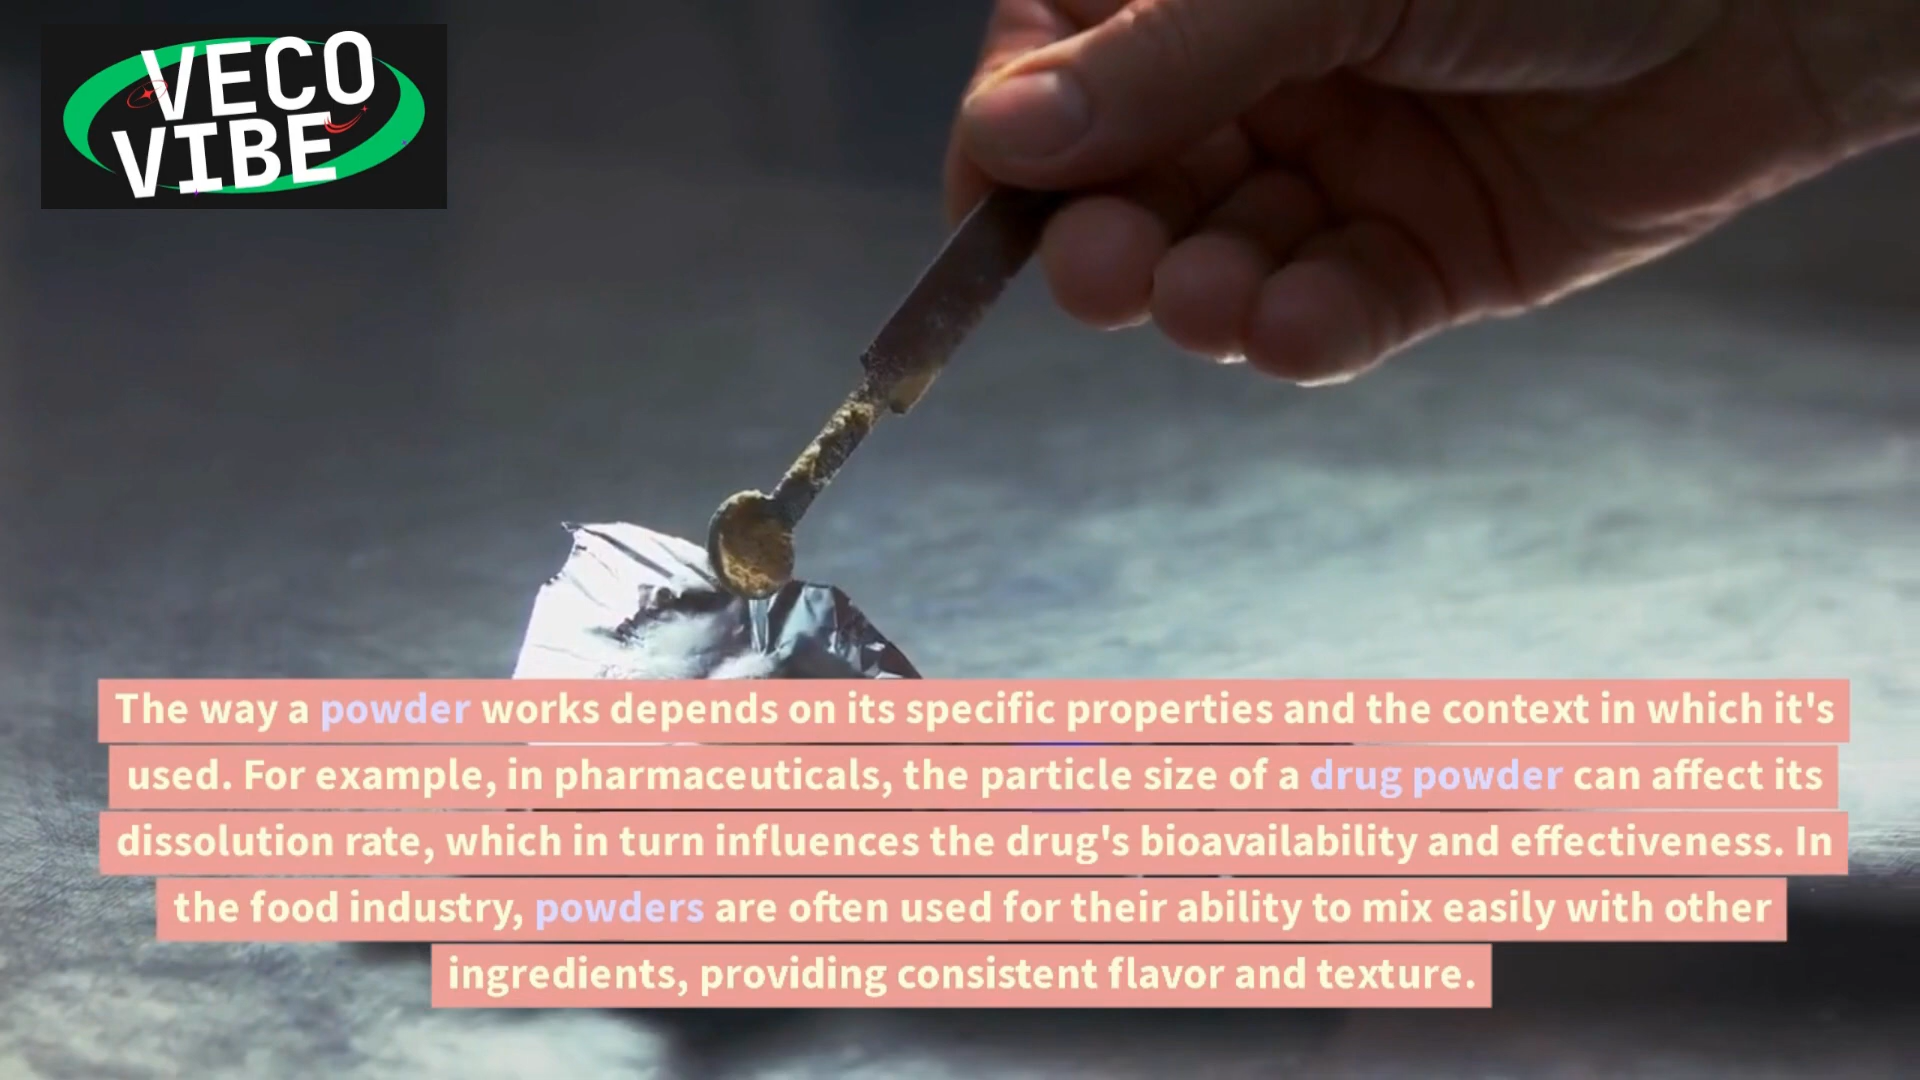 VECO
VIBE
The way a powder works depends on its specific properties and the context in which it's
used. For example, in pharmaceuticals, the particle size of a drug powder can affect its
dissolution rate, which in turn influences the drug's bioavailability and effectiveness. In
the food industry, powders are often used for their ability to mix easily with other
ingredients, providing consistent flavor and texture.